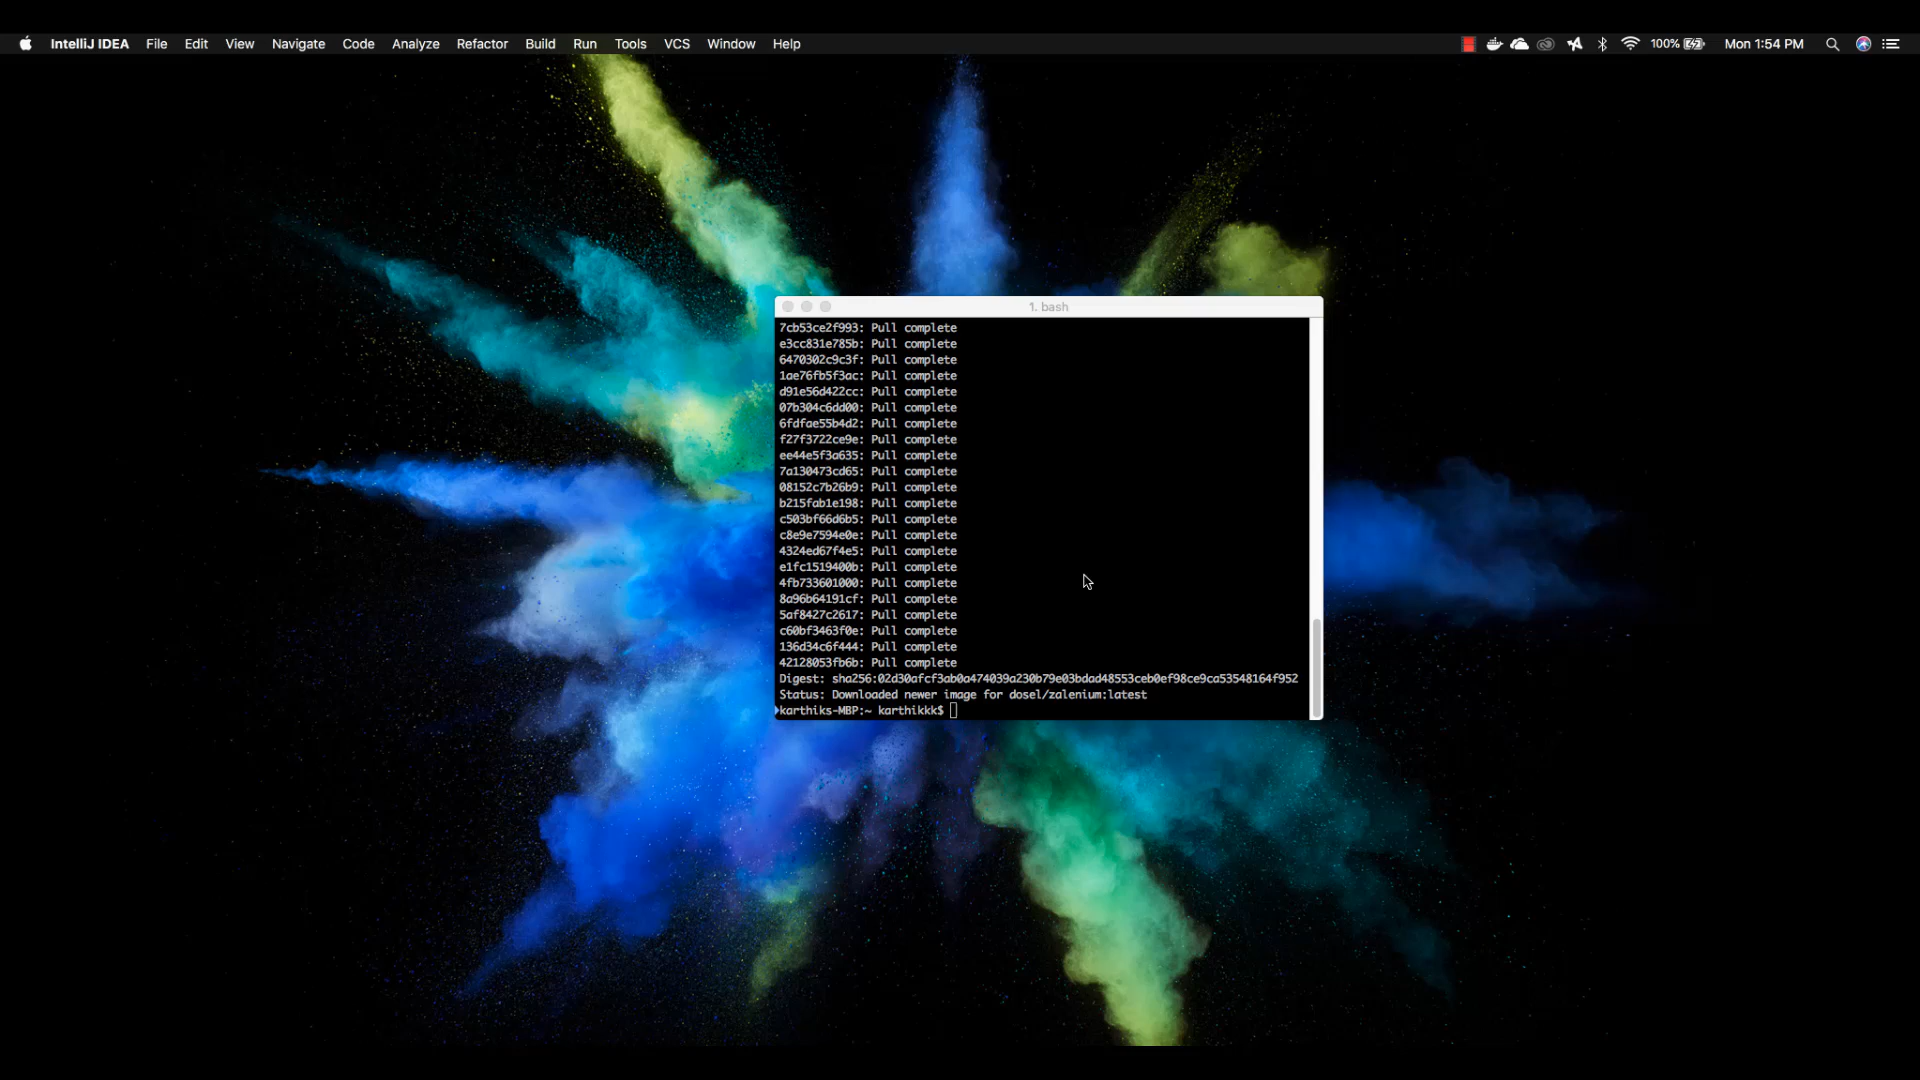 IntelliJ IDEA File Edit View Navigate Code Analyze Refactor Build Run Tools VCS Window Help 100% Mon 1:54 PM
1. bash
7cb53ce2f993: Pull complete
e3cc831e785b: Pull complete
6470302c9c3f: Pull complete
1ae76fb5f3ac: Pull complete
d91e56d422cc: Pull complete
07b304c6dd00: Pull complete
6fdfae55b4d2: Pull complete
f27f3722ce9e: Pull complete
ee44e5f3a635: Pull complete
7a130473cd65: Pull complete
08152c7b26b9: Pull complete
b215fab1e198: Pull complete
c503bf66d6b5: Pull complete
c8e9e7594e0e: Pull complete
4324ed67f4e5: Pull complete
e1fc1519400b: Pull complete
4fb733601000: Pull complete
8a96b64191cf: Pull complete
5af8427c2617: Pull complete
c60bf3463f0e: Pull complete
136d34c6f444: Pull complete
42128053fb6b: Pull complete
Digest: sha256:02d30afcf3ab0a474039a230b79e03bdad48553ceb0ef98ce9ca53548164f952
Status: Downloaded newer image for dosel/zalenium:latest
karthiks-MBP:~ karthikkk$